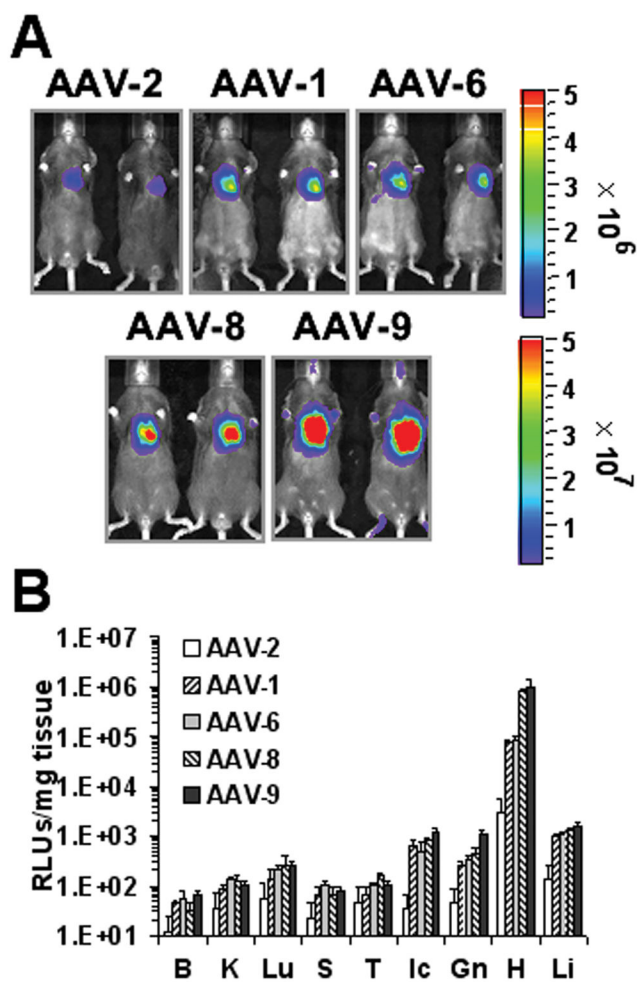 A
AAV-2 AAV-1 AAV-6
5
4
3
2
1
× 10⁶
AAV-8 AAV-9
5
4
3
2
1
× 10⁷
B
RLUs/mg tissue
1.E+07
1.E+06
1.E+05
1.E+04
1.E+03
1.E+02
1.E+01
AAV-2
AAV-1
AAV-6
AAV-8
AAV-9
B K Lu S T Ic Gn H Li